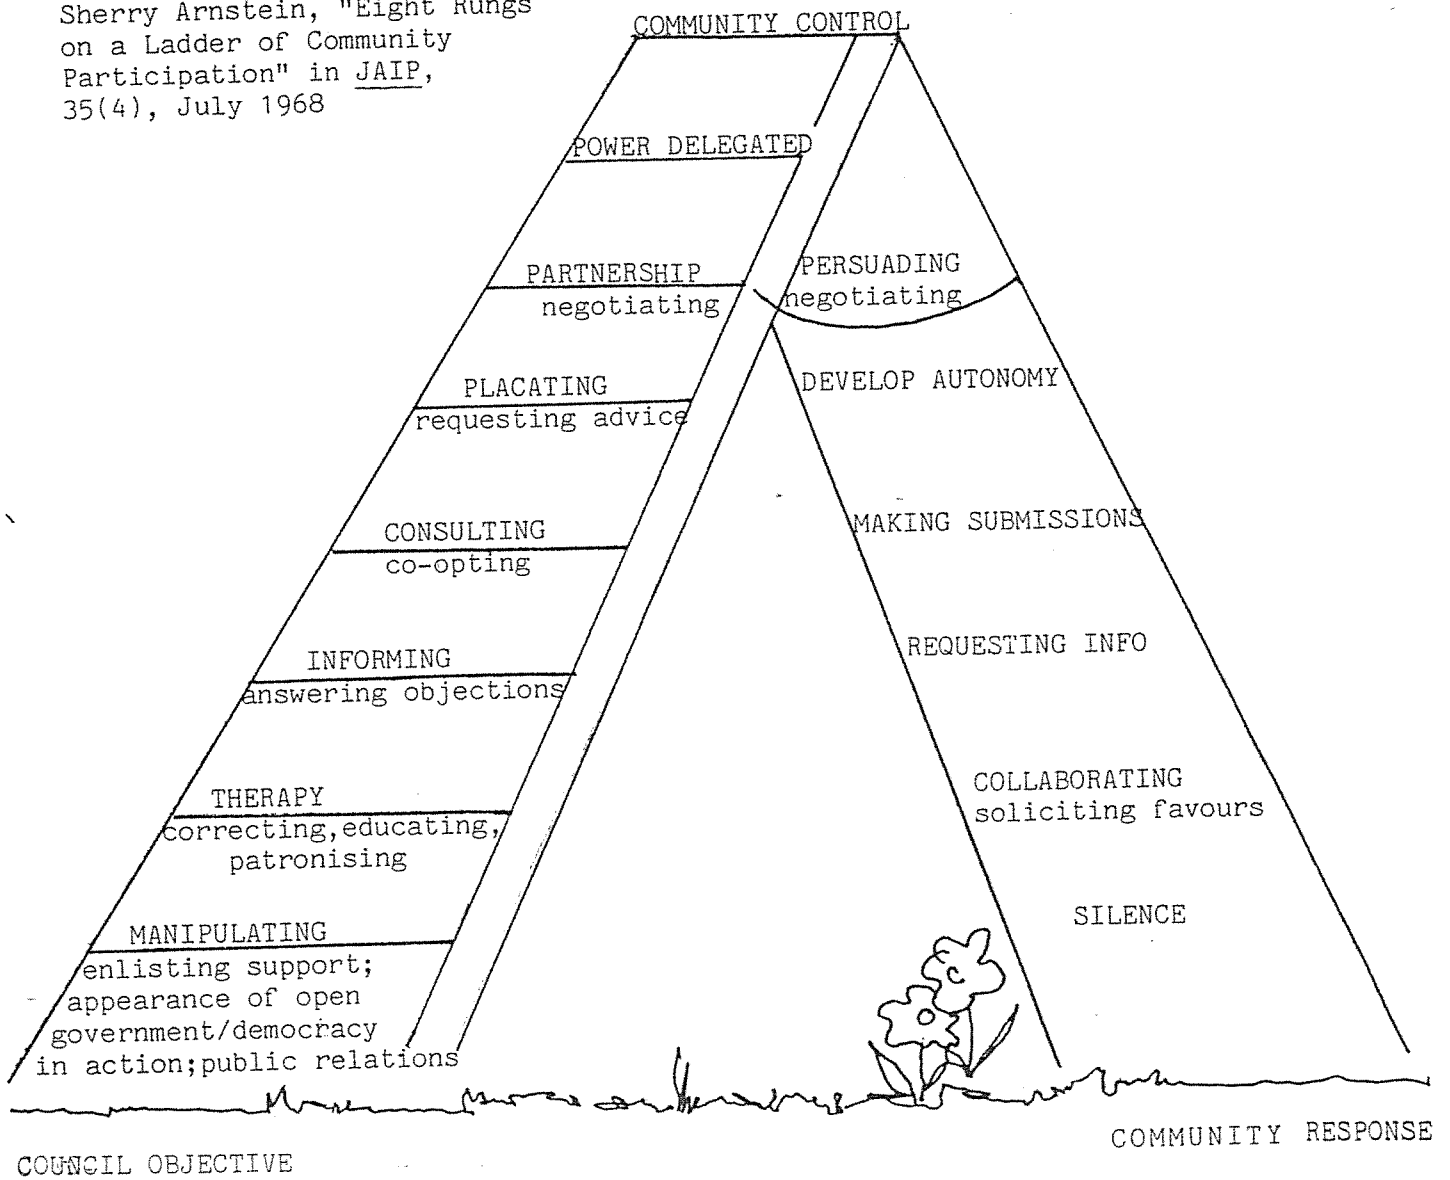 Sherry Arnstein, "Eight Rungs
on a Ladder of Community
Participation" in JAIP,
35(4), July 1968
COMMUNITY CONTROL
POWER DELEGATED
PARTNERSHIP
negotiating
PLACATING
requesting advice
CONSULTING
co-opting
INFORMING
answering objections
THERAPY
correcting, educating,
patronising
MANIPULATING
enlisting support;
appearance of open
government/democracy
in action;public relations
COUNCIL OBJECTIVE
PERSUADING
negotiating
DEVELOP AUTONOMY
MAKING SUBMISSIONS
REQUESTING INFO
COLLABORATING
soliciting favours
SILENCE
COMMUNITY RESPONSE